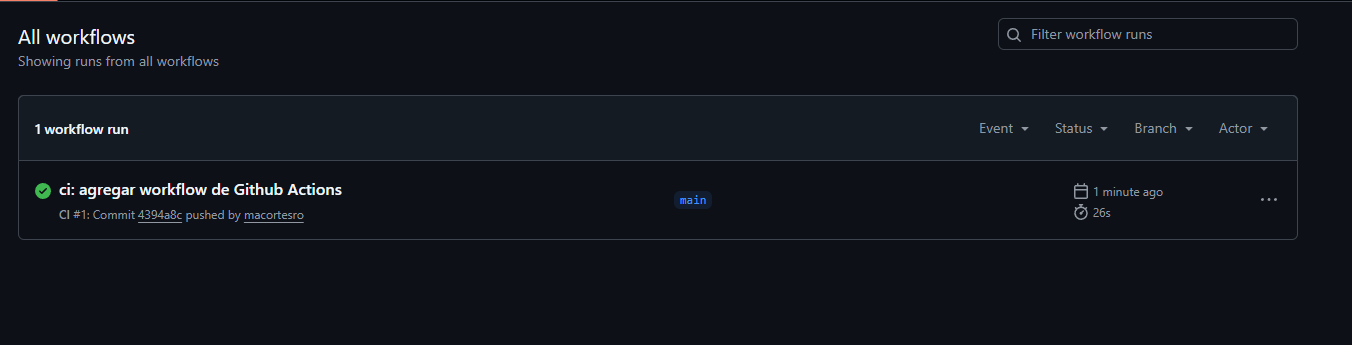 All workflows
Filter workflow runs
Showing runs from all workflows
1 workflow run
Event
Status
Branch
Actor
ci: agregar workflow de Github Actions
main
1 minute ago
CI #1: Commit 4394a8c pushed by macortesro
26s